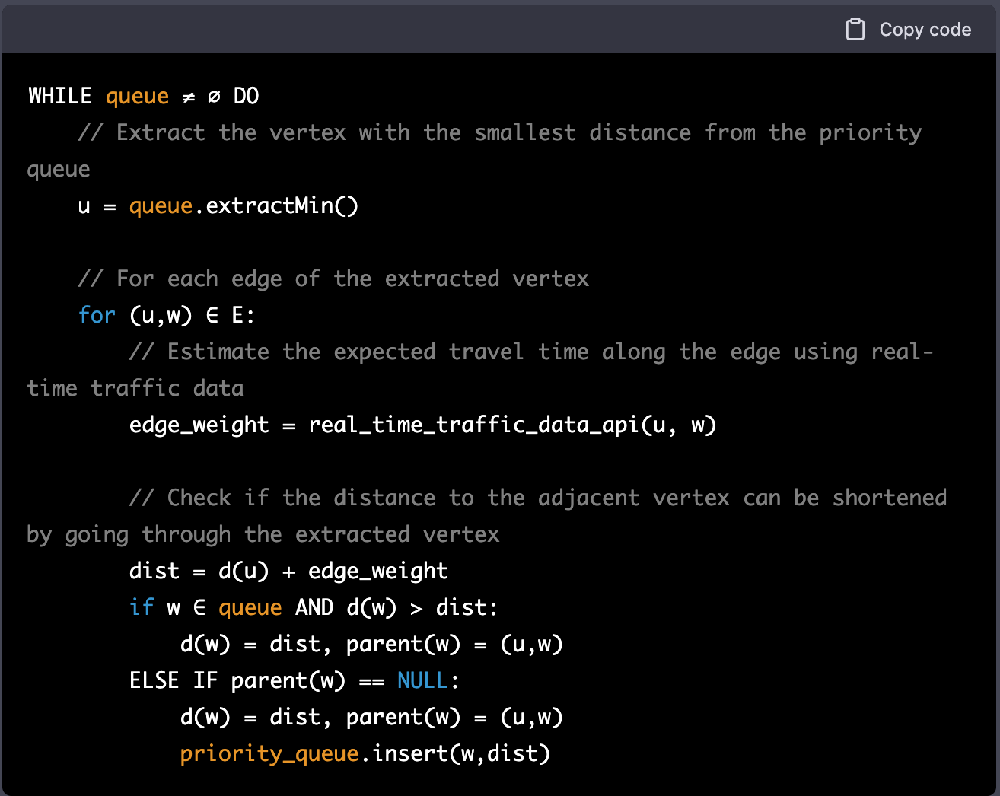 Copy code
WHILE queue ≠ ∅ DO
    // Extract the vertex with the smallest distance from the priority
queue
    u = queue.extractMin()

    // For each edge of the extracted vertex
    for (u,w) ∈ E:
        // Estimate the expected travel time along the edge using real-
time traffic data
        edge_weight = real_time_traffic_data_api(u, w)

        // Check if the distance to the adjacent vertex can be shortened
by going through the extracted vertex
        dist = d(u) + edge_weight
        if w ∈ queue AND d(w) > dist:
            d(w) = dist, parent(w) = (u,w)
        ELSE IF parent(w) == NULL:
            d(w) = dist, parent(w) = (u,w)
            priority_queue.insert(w,dist)